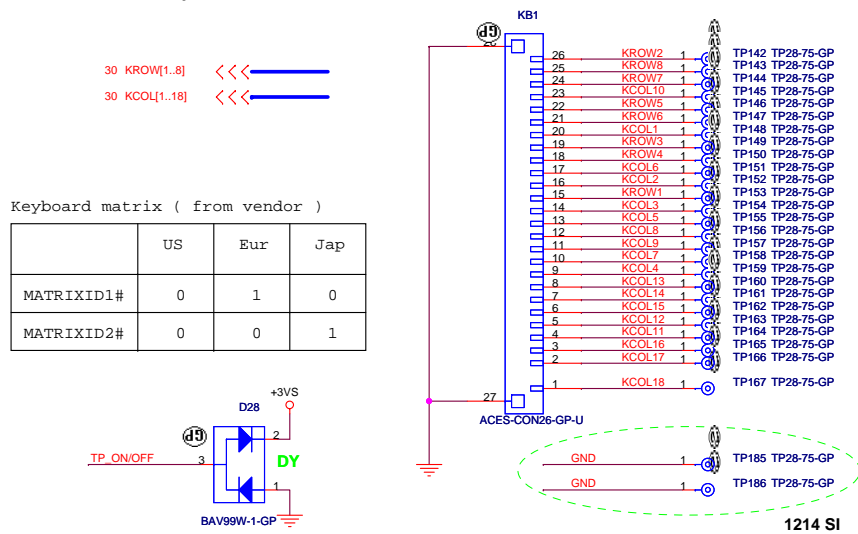 KB1
GP
28
30 KROW[1..8]
30 KCOL[1..18]
26 KROW2 1 TP142 TP28-75-GP
25 KROW8 1 TP143 TP28-75-GP
24 KROW7 1 TP144 TP28-75-GP
23 KCOL10 1 TP145 TP28-75-GP
22 KROW5 1 TP146 TP28-75-GP
21 KROW6 1 TP147 TP28-75-GP
20 KCOL1 1 TP148 TP28-75-GP
19 KROW3 1 TP149 TP28-75-GP
18 KROW4 1 TP150 TP28-75-GP
17 KCOL6 1 TP151 TP28-75-GP
16 KCOL2 1 TP152 TP28-75-GP
15 KROW1 1 TP153 TP28-75-GP
14 KCOL3 1 TP154 TP28-75-GP
13 KCOL5 1 TP155 TP28-75-GP
12 KCOL8 1 TP156 TP28-75-GP
11 KCOL9 1 TP157 TP28-75-GP
10 KCOL7 1 TP158 TP28-75-GP
9 KCOL4 1 TP159 TP28-75-GP
8 KCOL13 1 TP160 TP28-75-GP
7 KCOL14 1 TP161 TP28-75-GP
6 KCOL15 1 TP162 TP28-75-GP
5 KCOL12 1 TP163 TP28-75-GP
4 KCOL11 1 TP164 TP28-75-GP
3 KCOL16 1 TP165 TP28-75-GP
2 KCOL17 1 TP166 TP28-75-GP
1 KCOL18 1 TP167 TP28-75-GP
27
ACES-CON26-GP-U
Keyboard matrix ( from vendor )
US Eur Jap
MATRIXID1# 0 1 0
MATRIXID2# 0 0 1
+3VS
D28
GP
2
TP_ON/OFF 3
DY
1
BAV99W-1-GP
GND 1 TP185 TP28-75-GP
GND 1 TP186 TP28-75-GP
1214 SI